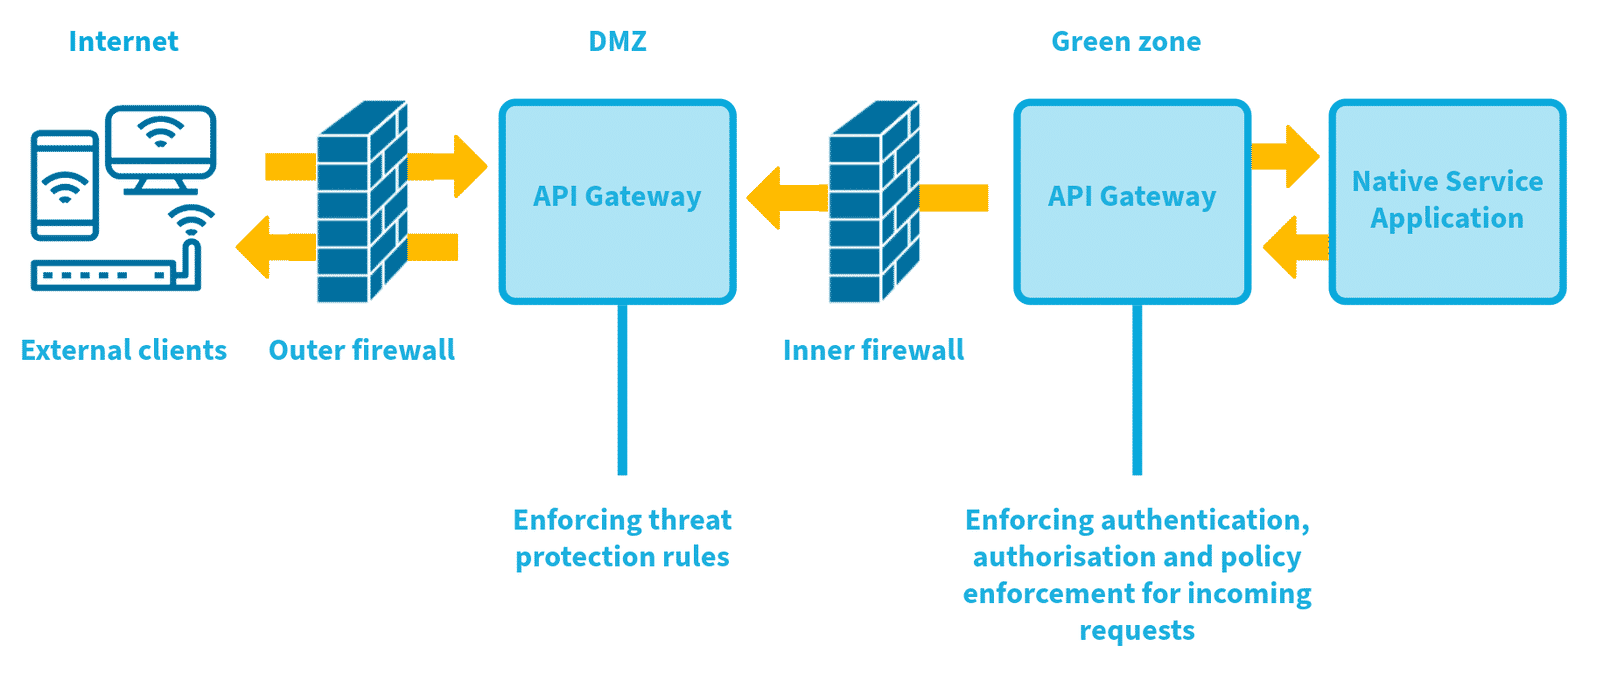 Internet
DMZ
Green zone
API Gateway
API Gateway
Native Service
Application
External clients
Outer firewall
Inner firewall
Enforcing threat
protection rules
Enforcing authentication,
authorisation and policy
enforcement for incoming
requests